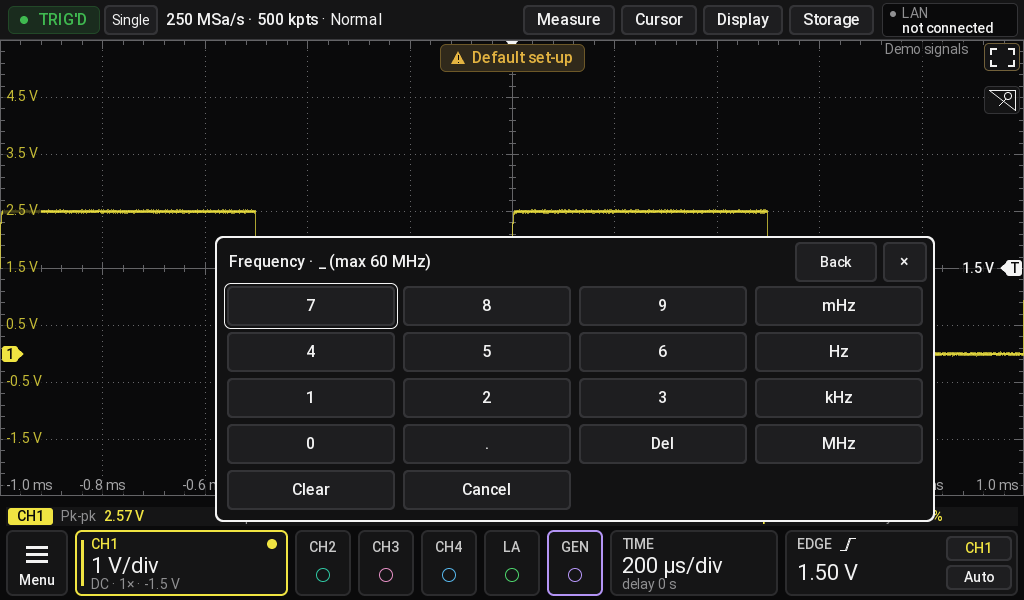 TRIG'D Single 250 MSa/s · 500 kpts · Normal Measure Cursor Display Storage LAN
not connected
Demo signals
Default set-up
4.5 V
3.5 V
2.5 V
1.5 V
0.5 V
-0.5 V
-1.5 V
1
1.5 V T
Frequency · _ (max 60 MHz) Back ×
7 8 9 mHz
4 5 6 Hz
1 2 3 kHz
0 . Del MHz
Clear Cancel
-1.0 ms -0.8 ms 1.0 ms
CH1 Pk-pk 2.57 V %
Menu
CH1
1 V/div
DC · 1× · -1.5 V
CH2 CH3 CH4 LA GEN
TIME
200 µs/div
delay 0 s
EDGE CH1
1.50 V Auto